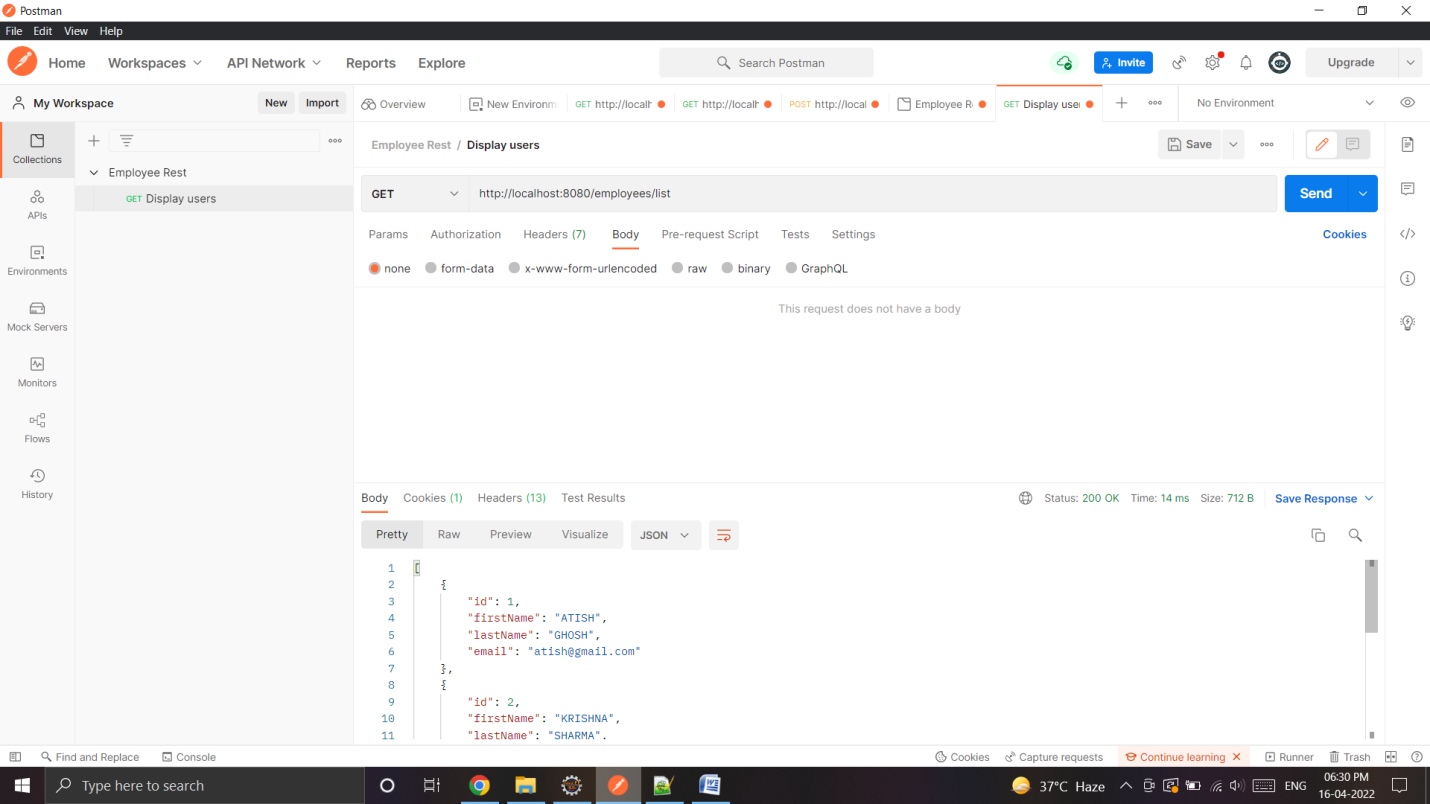 Postman
File Edit View Help
Home Workspaces API Network Reports Explore Search Postman Invite Upgrade
My Workspace New Import Overview New Environm GET http://localh GET http://localh POST http://local Employee R GET Display user No Environment
Collections
Employee Rest / Display users Save
Employee Rest
GET Display users
GET http://localhost:8080/employees/list Send
APIs
Params Authorization Headers (7) Body Pre-request Script Tests Settings Cookies
Environments
none form-data x-www-form-urlencoded raw binary GraphQL
This request does not have a body
Mock Servers
Monitors
Flows
History
Body Cookies (1) Headers (13) Test Results Status: 200 OK Time: 14 ms Size: 712 B Save Response
Pretty Raw Preview Visualize JSON
1 [
2 {
3 "id": 1,
4 "firstName": "ATISH",
5 "lastName": "GHOSH",
6 "email": "atish@gmail.com"
7 },
8 {
9 "id": 2,
10 "firstName": "KRISHNA",
11 "lastName": "SHARMA",
Find and Replace Console Cookies Capture requests Continue learning Runner Trash
Type here to search 37°C Haze ENG 06:30 PM
16-04-2022